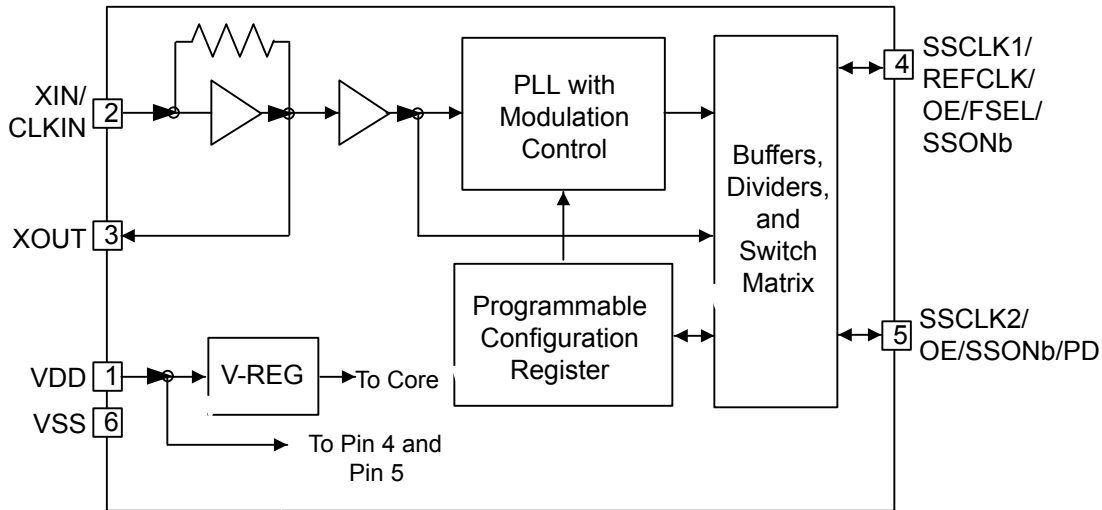 XIN/
CLKIN
2
XOUT
3
VDD
1
VSS
6
PLL with
Modulation
Control
Programmable
Configuration
Register
V-REG
To Core
To Pin 4 and
Pin 5
Buffers,
Dividers,
and
Switch
Matrix
4
SSCLK1/
REFCLK/
OE/FSEL/
SSONb
5
SSCLK2/
OE/SSONb/PD